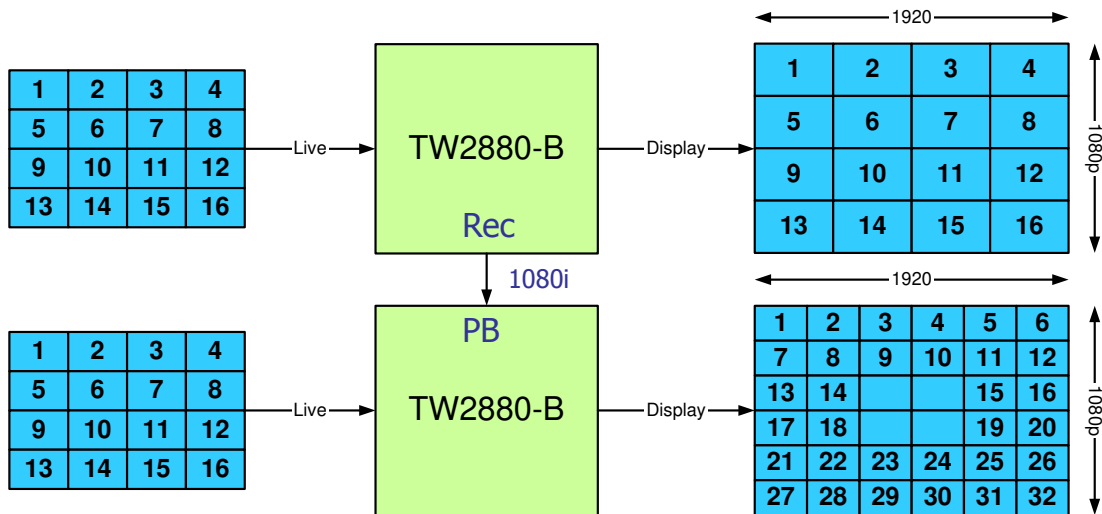 1920
1 2 3 4
5 6 7 8
9 10 11 12
13 14 15 16
Live
TW2880-B
Rec
Display
1 2 3 4
5 6 7 8
9 10 11 12
13 14 15 16
1080p
1080i
1920
1 2 3 4
5 6 7 8
9 10 11 12
13 14 15 16
Live
PB
TW2880-B
Display
1 2 3 4 5 6
7 8 9 10 11 12
13 14 15 16
17 18 19 20
21 22 23 24 25 26
27 28 29 30 31 32
1080p